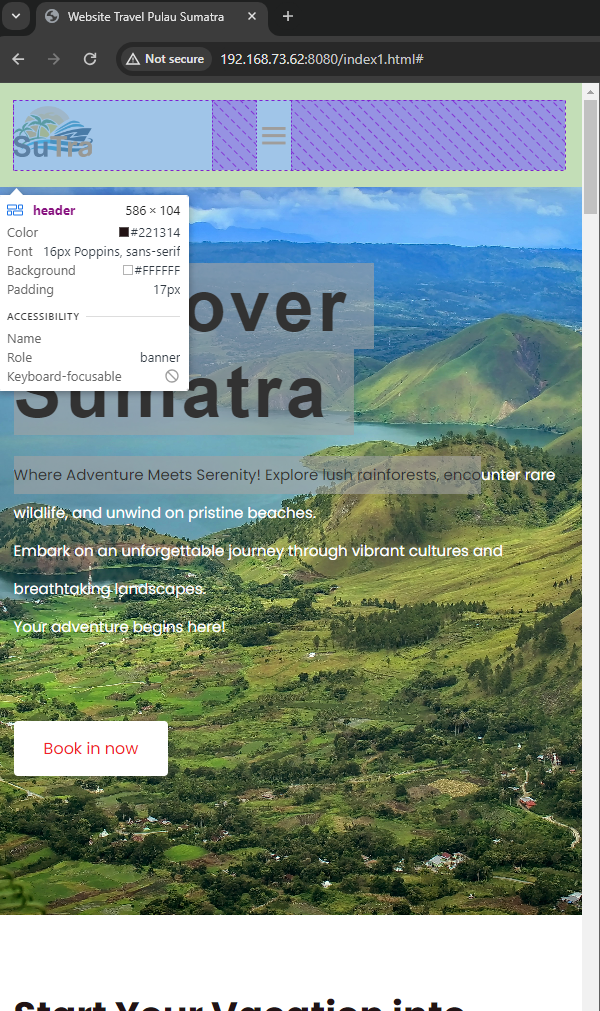 Website Travel Pulau Sumatra
Not secure
192.168.73.62:8080/index1.html#
SuTra
header 586 × 104
Color #221314
Font 16px Poppins, sans-serif
Background #FFFFFF
Padding 17px
ACCESSIBILITY
Name
Role banner
Keyboard-focusable
over
Sumatra
Where Adventure Meets Serenity! Explore lush rainforests, encounter rare
wildlife, and unwind on pristine beaches.
Embark on an unforgettable journey through vibrant cultures and
breathtaking landscapes.
Your adventure begins here!
Book in now
Start Your Vacation into